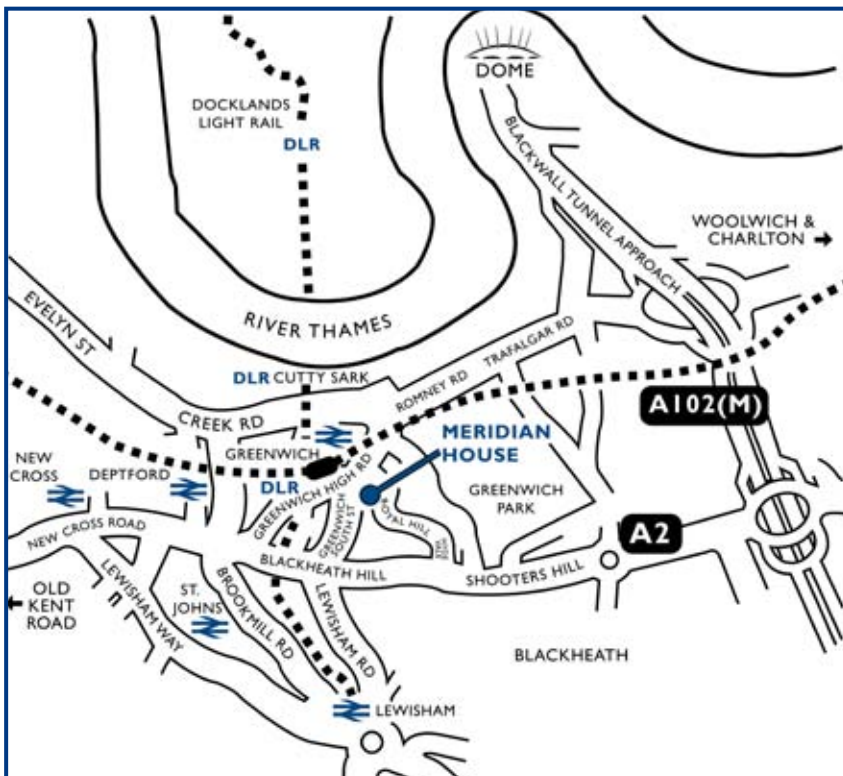 DOME
DOCKLANDS
LIGHT RAIL
DLR
BLACKWALL TUNNEL APPROACH
WOOLWICH &
CHARLTON
EVELYN ST
RIVER THAMES
TRAFALGAR RD
DLR CUTTY SARK
ROMNEY RD
A102(M)
CREEK RD
MERIDIAN
HOUSE
NEW
CROSS
DEPTFORD
GREENWICH
DLR
GREENWICH HIGH RD
GREENWICH
PARK
ROYAL HILL
GREENWICH
SOUTH ST
NEW CROSS ROAD
A2
BLACKHEATH HILL
SHOOTERS HILL
OLD
KENT
ROAD
LEWISHAM WAY
ST.
JOHNS
BROOKMILL RD
LEWISHAM RD
BLACKHEATH
LEWISHAM